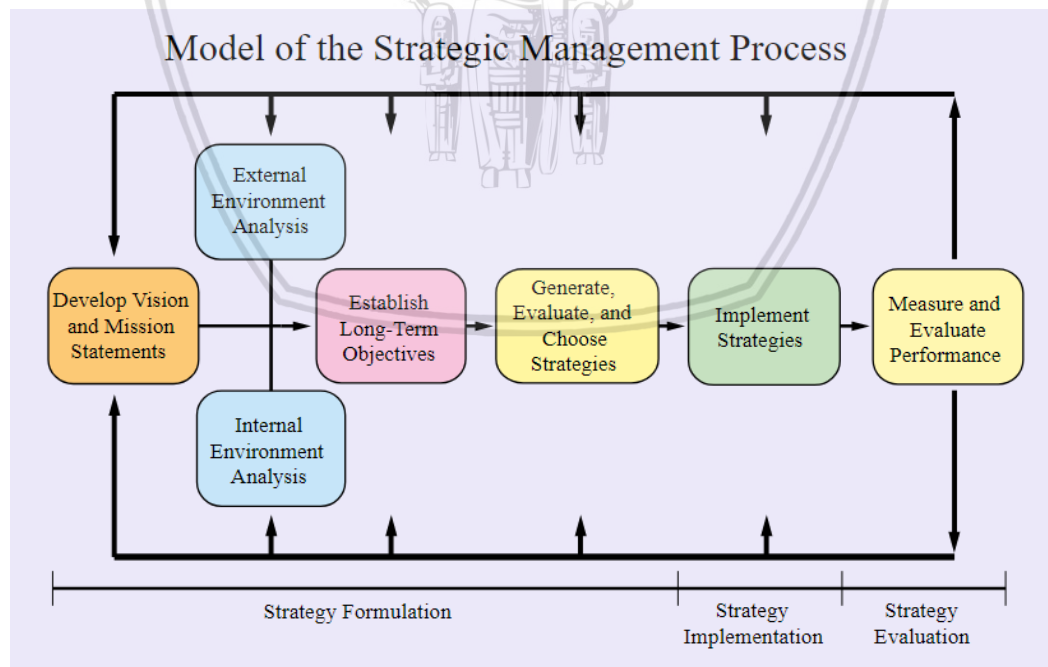 Model of the Strategic Management Process
External
Environment
Analysis
Develop Vision
and Mission
Statements
Internal
Environment
Analysis
Establish
Long-Term
Objectives
Generate,
Evaluate, and
Choose
Strategies
Implement
Strategies
Measure and
Evaluate
Performance
Strategy Formulation
Strategy
Implementation
Strategy
Evaluation